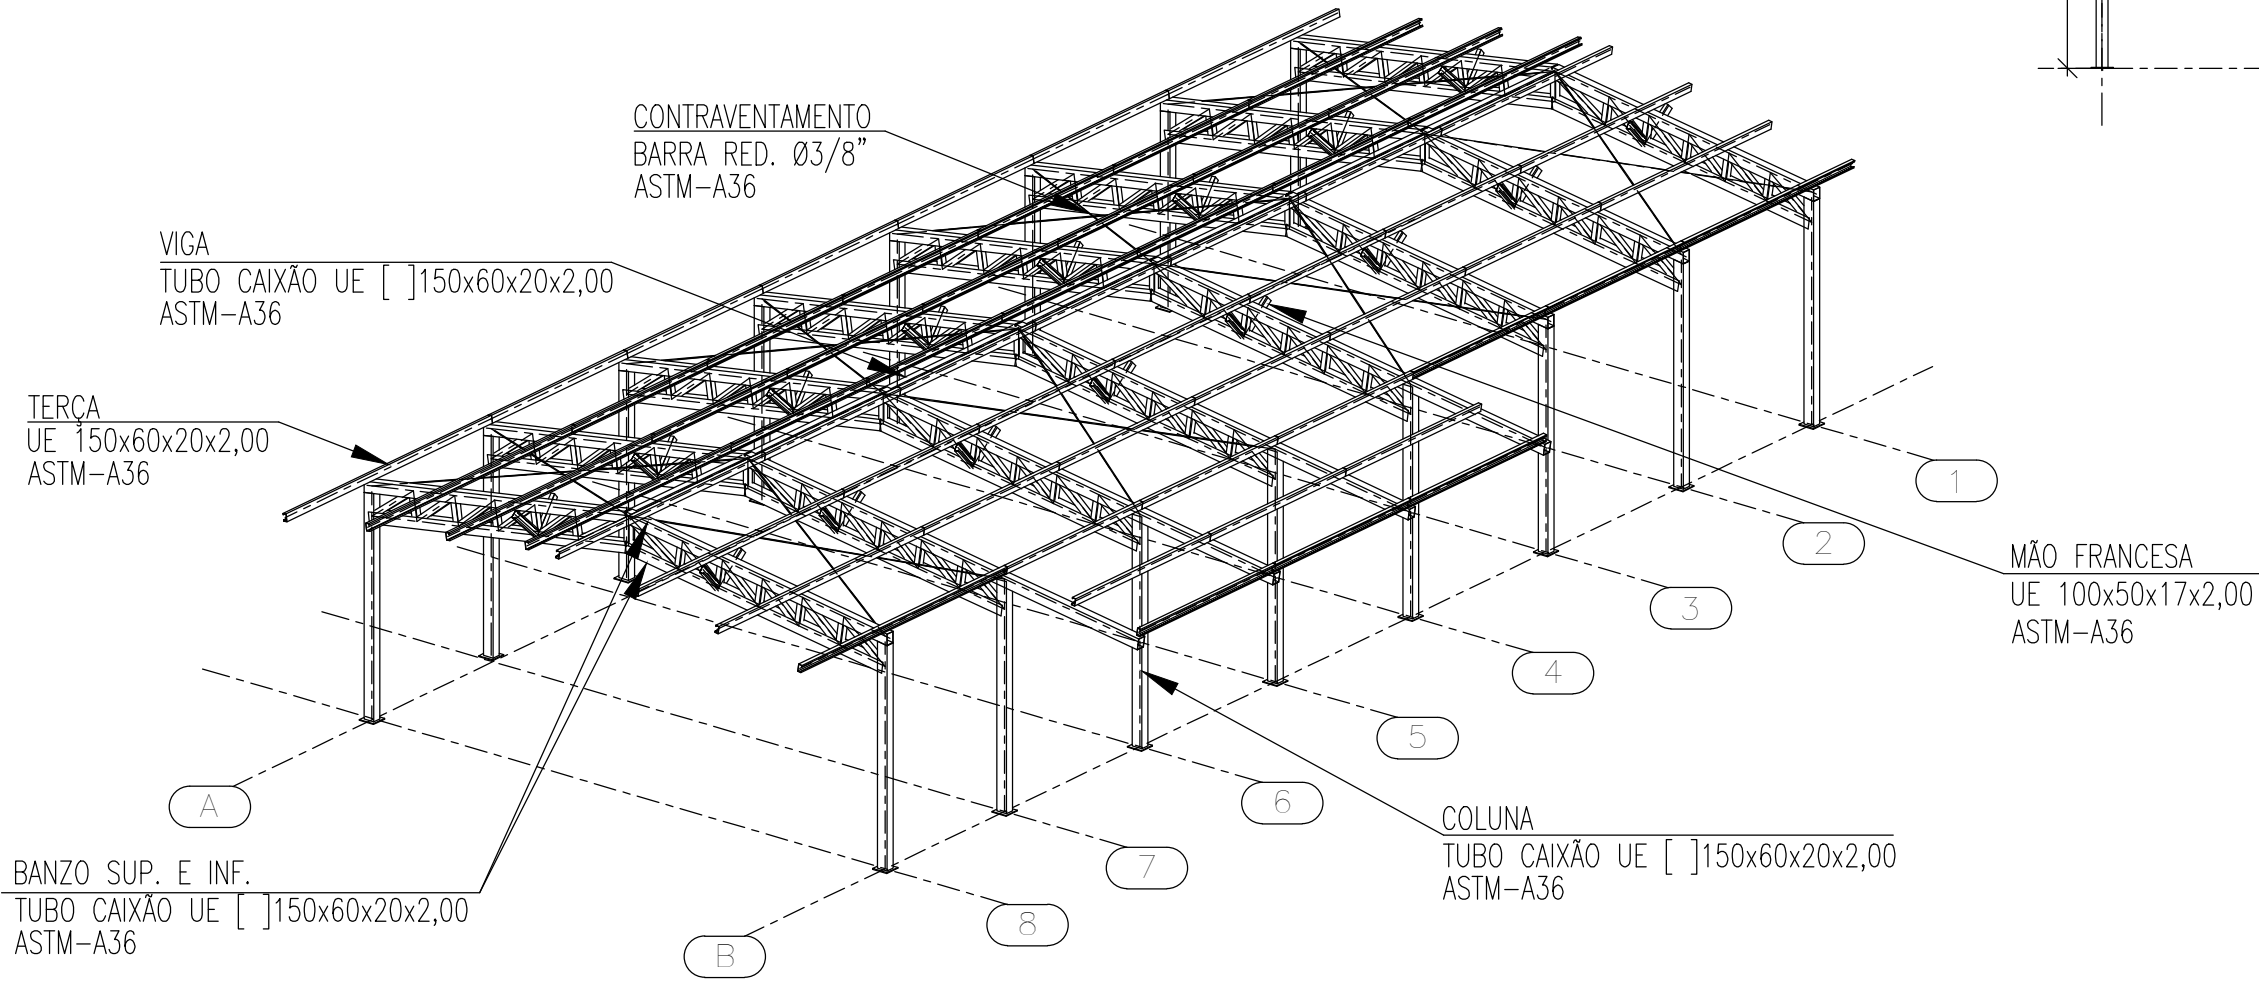 CONTRAVENTAMENTO
BARRA RED. Ø3/8"
ASTM-A36
VIGA
TUBO CAIXÃO UE [ ]150x60x20x2,00
ASTM-A36
TERÇA
UE 150x60x20x2,00
ASTM-A36
1
2
MÃO FRANCESA
UE 100x50x17x2,00
ASTM-A36
3
4
5
6
A
COLUNA
TUBO CAIXÃO UE [ ]150x60x20x2,00
ASTM-A36
7
BANZO SUP. E INF.
TUBO CAIXÃO UE [ ]150x60x20x2,00
ASTM-A36
8
B